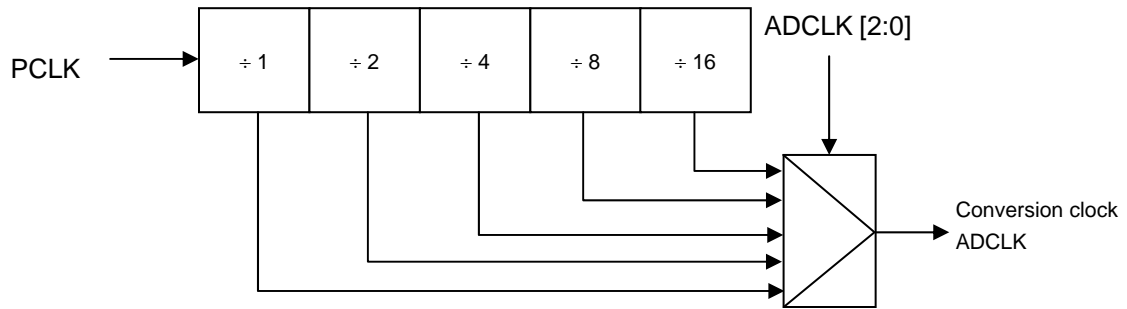 ADCLK [2:0]
PCLK
÷ 1
÷ 2
÷ 4
÷ 8
÷ 16
Conversion clock
ADCLK